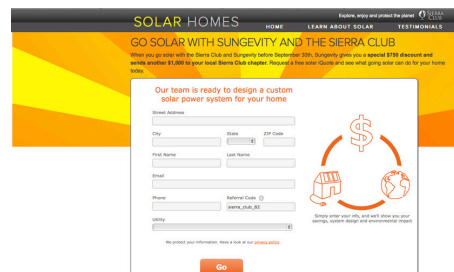 Explore, enjoy and protect the planet SIERRA CLUB
SOLAR HOMES
HOME LEARN ABOUT SOLAR TESTIMONIALS
GO SOLAR WITH SUNGEVITY AND THE SIERRA CLUB
When you go solar with the Sierra Club and Sungevity before September 30th, Sungevity gives you a special $750 discount and
sends another $1,000 to your local Sierra Club chapter. Request a free solar iQuote and see what going solar can do for your home
today.
Our team is ready to design a custom
solar power system for your home
Street Address
City State ZIP Code
First Name Last Name
Email
Phone Referral Code
sierra_club_BI
Utility
Simply enter your info, and we'll show you your
savings, system design and environmental impact
We protect your information. Have a look at our privacy policy.
Go